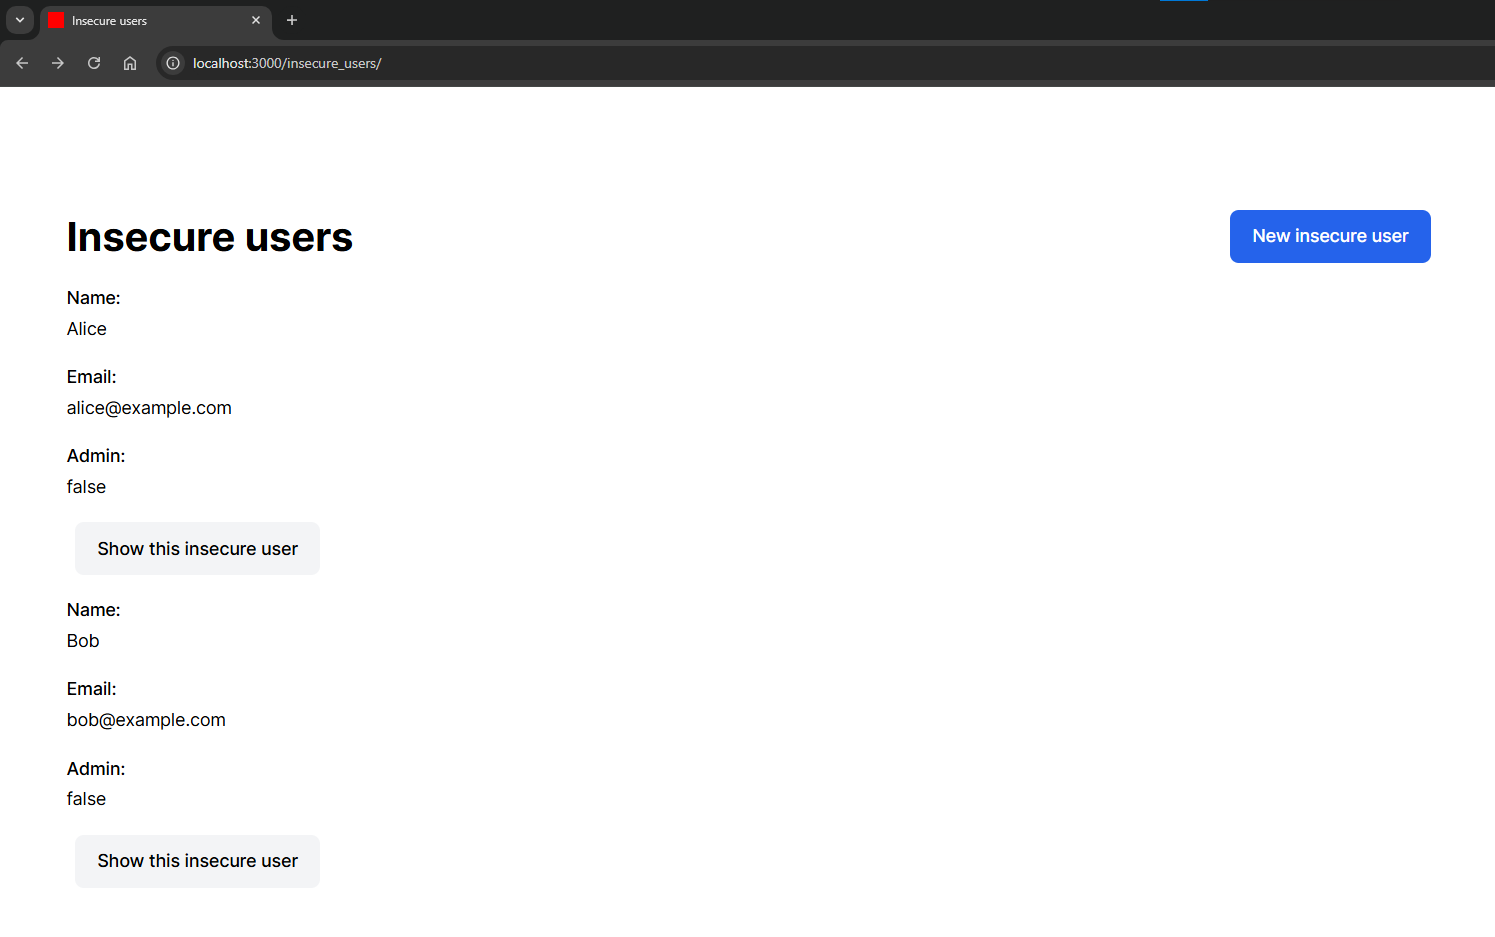 Insecure users
localhost:3000/insecure_users/
Insecure users
New insecure user
Name:
Alice
Email:
alice@example.com
Admin:
false
Show this insecure user
Name:
Bob
Email:
bob@example.com
Admin:
false
Show this insecure user